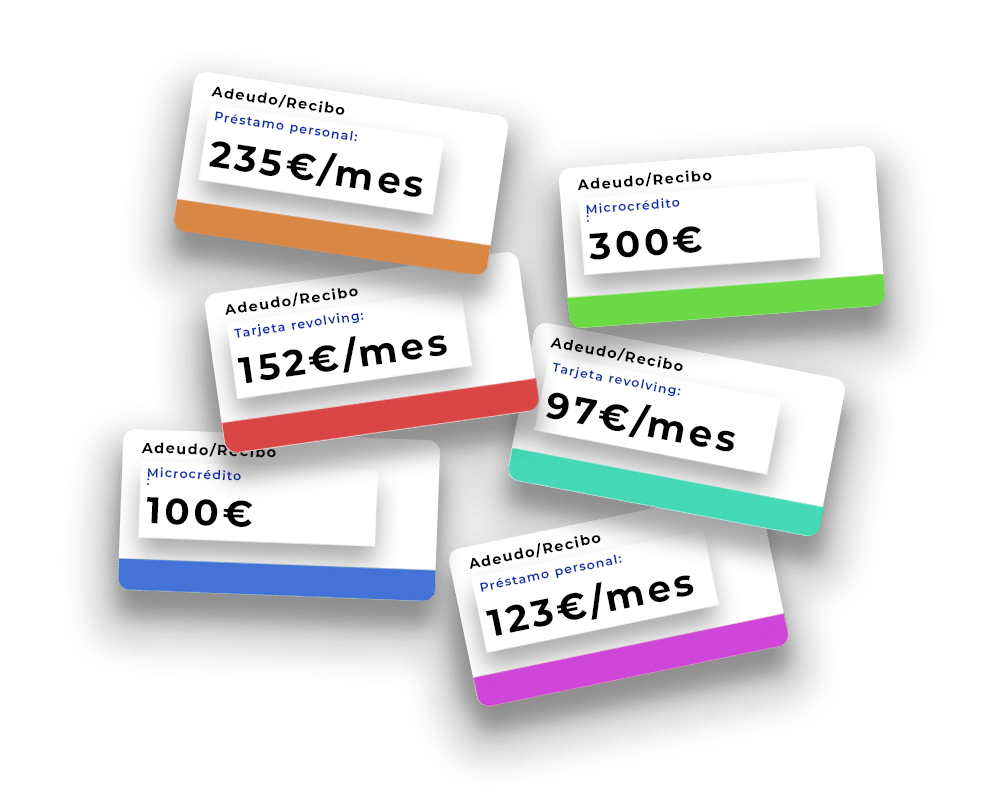 Adeudo/Recibo
Préstamo personal:
235€/mes
Adeudo/Recibo
Microcrédito
:
300€
Adeudo/Recibo
Tarjeta revolving:
152€/mes
Adeudo/Recibo
Tarjeta revolving:
97€/mes
Adeudo/Recibo
Microcrédito
:
100€
Adeudo/Recibo
Préstamo personal:
123€/mes